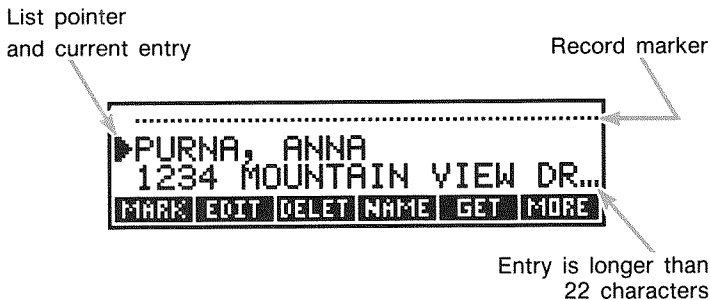 List pointer
and current entry
Record marker
PURNA, ANNA
1234 MOUNTAIN VIEW DR...
MARK EDIT DELET NAME GET MORE
Entry is longer than
22 characters